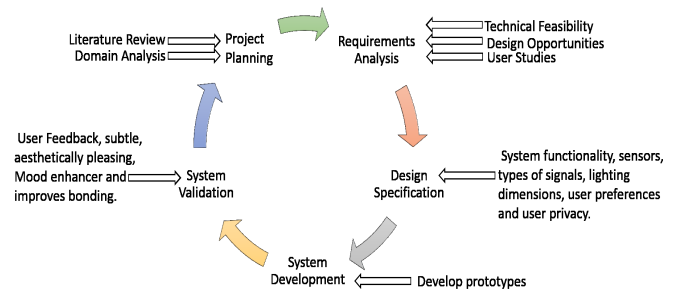 Literature Review
Domain Analysis
Project
Planning
Requirements
Analysis
Technical Feasibility
Design Opportunities
User Studies
Design
Specification
System functionality, sensors,
types of signals, lighting
dimensions, user preferences
and user privacy.
System
Development
Develop prototypes
System
Validation
User Feedback, subtle,
aesthetically pleasing,
Mood enhancer and
improves bonding.